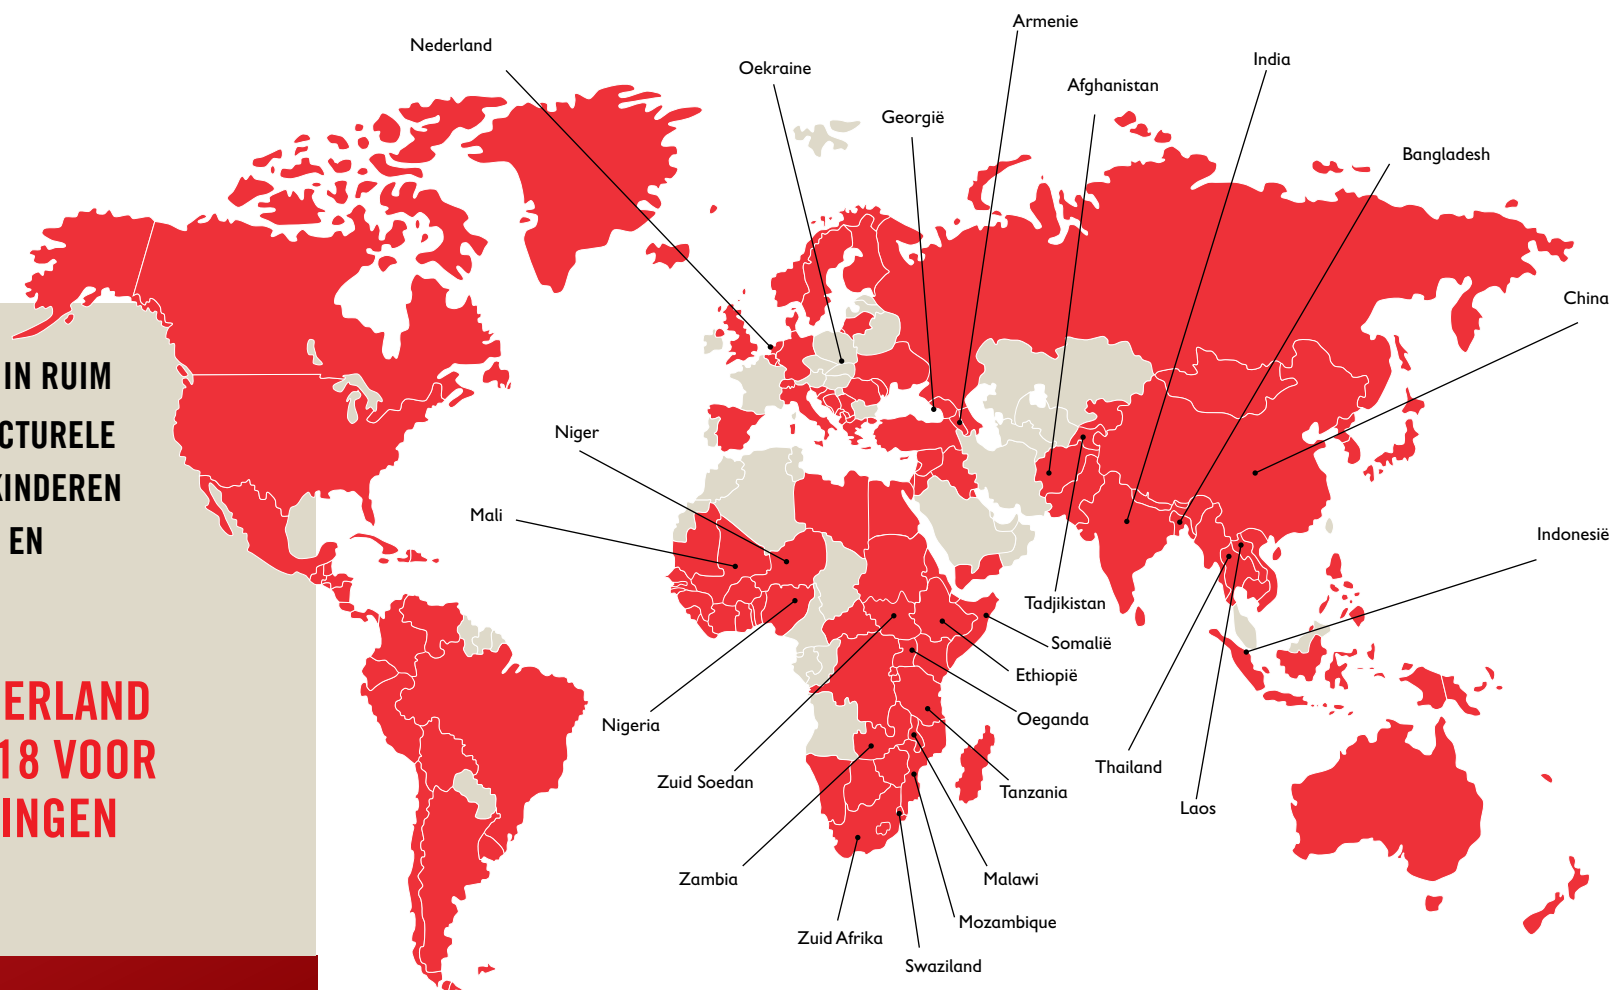 IN RUIM
CTURELE
KINDEREN
EN
ERLAND
18 VOOR
INGEN
Armenie
Nederland
Oekraine
India
Afghanistan
Georgië
Bangladesh
China
Niger
Mali
Indonesië
Tadjikistan
Somalië
Ethiopië
Oeganda
Nigeria
Thailand
Zuid Soedan
Tanzania
Laos
Zambia
Malawi
Mozambique
Zuid Afrika
Swaziland